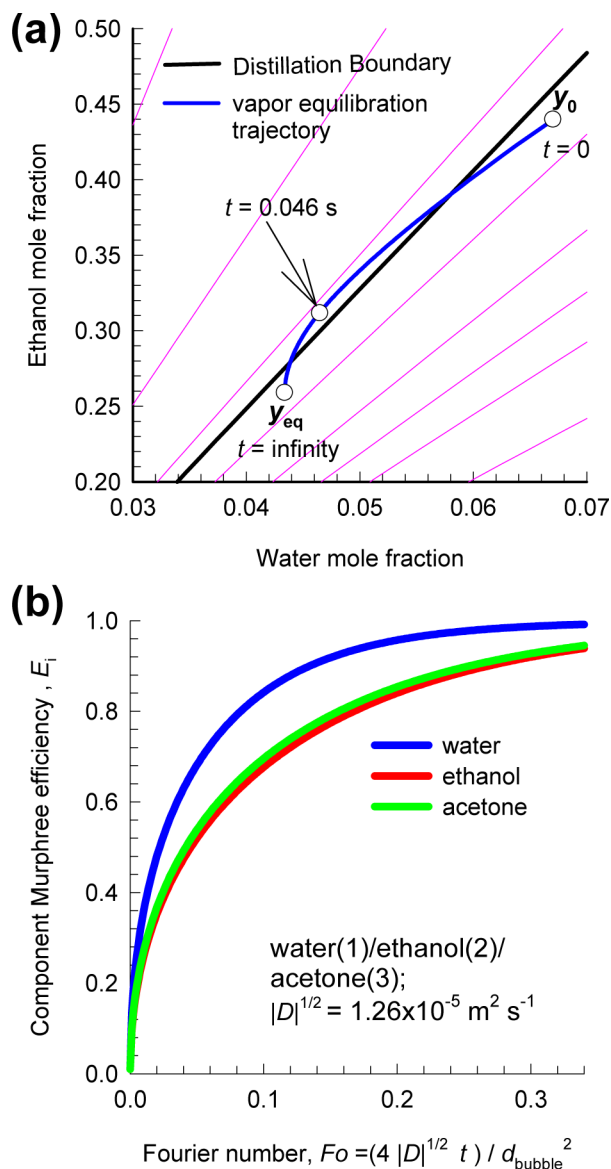 (a)
0.50
0.45
0.40
0.35
0.30
0.25
0.20
Ethanol mole fraction
Distillation Boundary
vapor equilibration
trajectory
y0
t = 0
t = 0.046 s
yeq
t = infinity
0.03
0.04
0.05
0.06
0.07
Water mole fraction
(b)
1.0
0.8
0.6
0.4
0.2
0.0
Component Murphree efficiency , Ei
water
ethanol
acetone
water(1)/ethanol(2)/
acetone(3);
|D|^1/2 = 1.26x10^-5 m^2 s^-1
0.0
0.1
0.2
0.3
Fourier number, Fo =(4 |D|^1/2 t) / dbubble^2